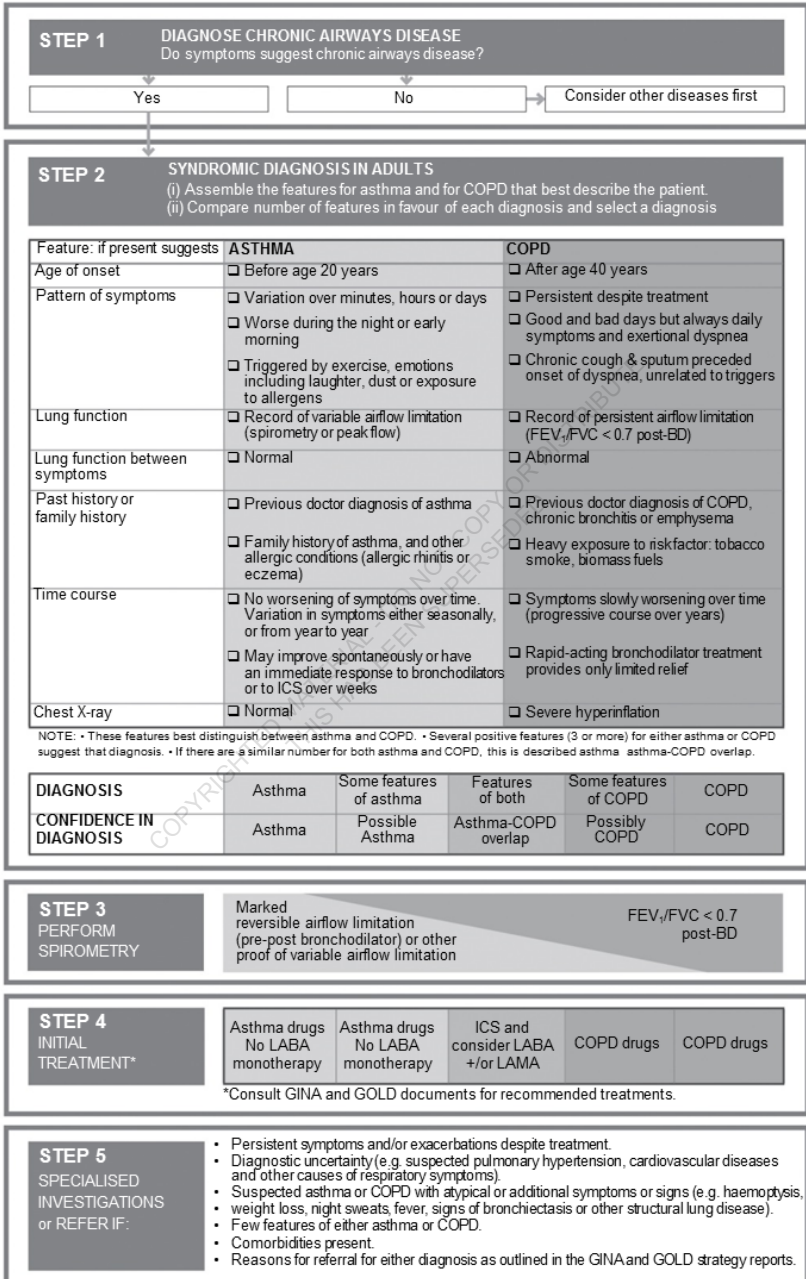 STEP 1
DIAGNOSE CHRONIC AIRWAYS DISEASE
Do symptoms suggest chronic airways disease?
Yes
No
Consider other diseases first
STEP 2
SYNDROMIC DIAGNOSIS IN ADULTS
(i) Assemble the features for asthma and for COPD that best describe the patient.
(ii) Compare number of features in favour of each diagnosis and select a diagnosis
Feature: if present suggests ASTHMA COPD
Age of onset
❑ Before age 20 years
❑ After age 40 years
Pattern of symptoms
❑ Variation over minutes, hours or days
❑ Worse during the night or early
morning
❑ Triggered by exercise, emotions
including laughter, dust or exposure
to allergens
❑ Persistent despite treatment
❑ Good and bad days but always daily
symptoms and exertional dyspnea
❑ Chronic cough & sputum preceded
onset of dyspnea, unrelated to triggers
Lung function
❑ Record of variable airflow limitation
(spirometry or peak flow)
❑ Record of persistent airflow limitation
(FEV₁/FVC < 0.7 post-BD)
Lung function between
symptoms
❑ Normal
❑ Abnormal
Past history or
family history
❑ Previous doctor diagnosis of asthma
❑ Family history of asthma, and other
allergic conditions (allergic rhinitis or
eczema)
❑ Previous doctor diagnosis of COPD,
chronic bronchitis or emphysema
❑ Heavy exposure to risk factor: tobacco
smoke, biomass fuels
Time course
❑ No worsening of symptoms over time.
Variation in symptoms either seasonally,
or from year to year
❑ May improve spontaneously or have
an immediate response to bronchodilators
or to ICS over weeks
❑ Symptoms slowly worsening over time
(progressive course over years)
❑ Rapid-acting bronchodilator treatment
provides only limited relief
Chest X-ray
❑ Normal
❑ Severe hyperinflation
NOTE: • These features best distinguish between asthma and COPD. • Several positive features (3 or more) for either asthma or COPD
suggest that diagnosis. • If there are a similar number for both asthma and COPD, this is described asthma asthma-COPD overlap.
DIAGNOSIS
Asthma
Some features
of asthma
Features
of both
Some features
of COPD
COPD
CONFIDENCE IN
DIAGNOSIS
Asthma
Possible
Asthma
Asthma-COPD
overlap
Possibly
COPD
COPD
STEP 3
PERFORM
SPIROMETRY
Marked
reversible airflow limitation
(pre-post bronchodilator) or other
proof of variable airflow limitation
FEV₁/FVC < 0.7
post-BD
STEP 4
INITIAL
TREATMENT*
Asthma drugs
No LABA
monotherapy
Asthma drugs
No LABA
monotherapy
ICS and
consider LABA
+/or LAMA
COPD drugs
COPD drugs
*Consult GINA and GOLD documents for recommended treatments.
STEP 5
SPECIALISED
INVESTIGATIONS
or REFER IF:
• Persistent symptoms and/or exacerbations despite treatment.
• Diagnostic uncertainty (e.g. suspected pulmonary hypertension, cardiovascular diseases
and other causes of respiratory symptoms).
• Suspected asthma or COPD with atypical or additional symptoms or signs (e.g. haemoptysis,
• weight loss, night sweats, fever, signs of bronchiectasis or other structural lung disease).
• Few features of either asthma or COPD.
• Comorbidities present.
• Reasons for referral for either diagnosis as outlined in the GINA and GOLD strategy reports.
COPYRIGHTED MATERIAL - DO NOT COPY OR DISTRIBUTE
THIS HAS BEEN SUPERSEDED